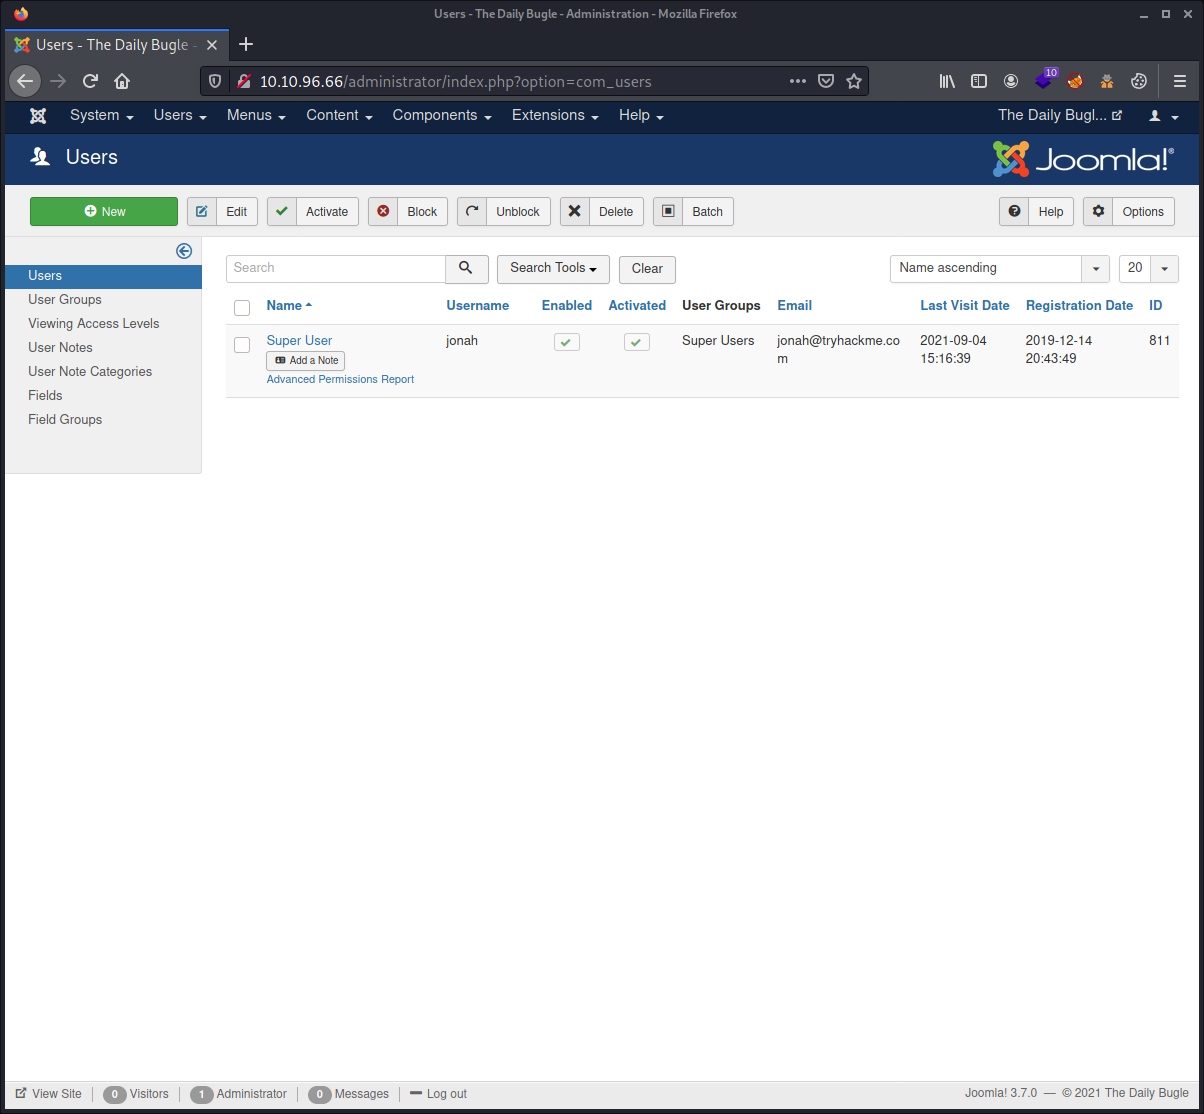 Users - The Daily Bugle - Administration - Mozilla Firefox
Users - The Daily Bugle -
10.10.96.66/administrator/index.php?option=com_users
10
System Users Menus Content Components Extensions Help The Daily Bugl...
Users
Joomla!®
New Edit Activate Block Unblock Delete Batch Help Options
Users
User Groups
Viewing Access Levels
User Notes
User Note Categories
Fields
Field Groups
Search Search Tools Clear Name ascending 20
Name Username Enabled Activated User Groups Email Last Visit Date Registration Date ID
Super User jonah Super Users jonah@tryhackme.co 2021-09-04 2019-12-14 811
m 15:16:39 20:43:49
Add a Note
Advanced Permissions Report
View Site 0 Visitors 1 Administrator 0 Messages Log out Joomla! 3.7.0 — © 2021 The Daily Bugle